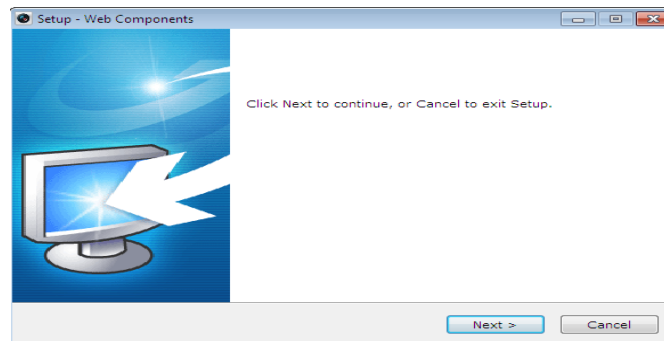 Setup - Web Components
Click Next to continue, or Cancel to exit Setup.
Next >
Cancel